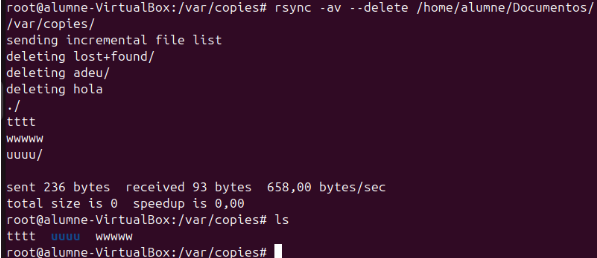 root@alumne-VirtualBox:/var/copies# rsync -av --delete /home/alumne/Documentos/
/var/copies/
sending incremental file list
deleting lost+found/
deleting adeu/
deleting hola
./
tttt
wwwww
uuuu/

sent 236 bytes  received 93 bytes  658,00 bytes/sec
total size is 0  speedup is 0,00
root@alumne-VirtualBox:/var/copies# ls
tttt  uuuu  wwwww
root@alumne-VirtualBox:/var/copies#